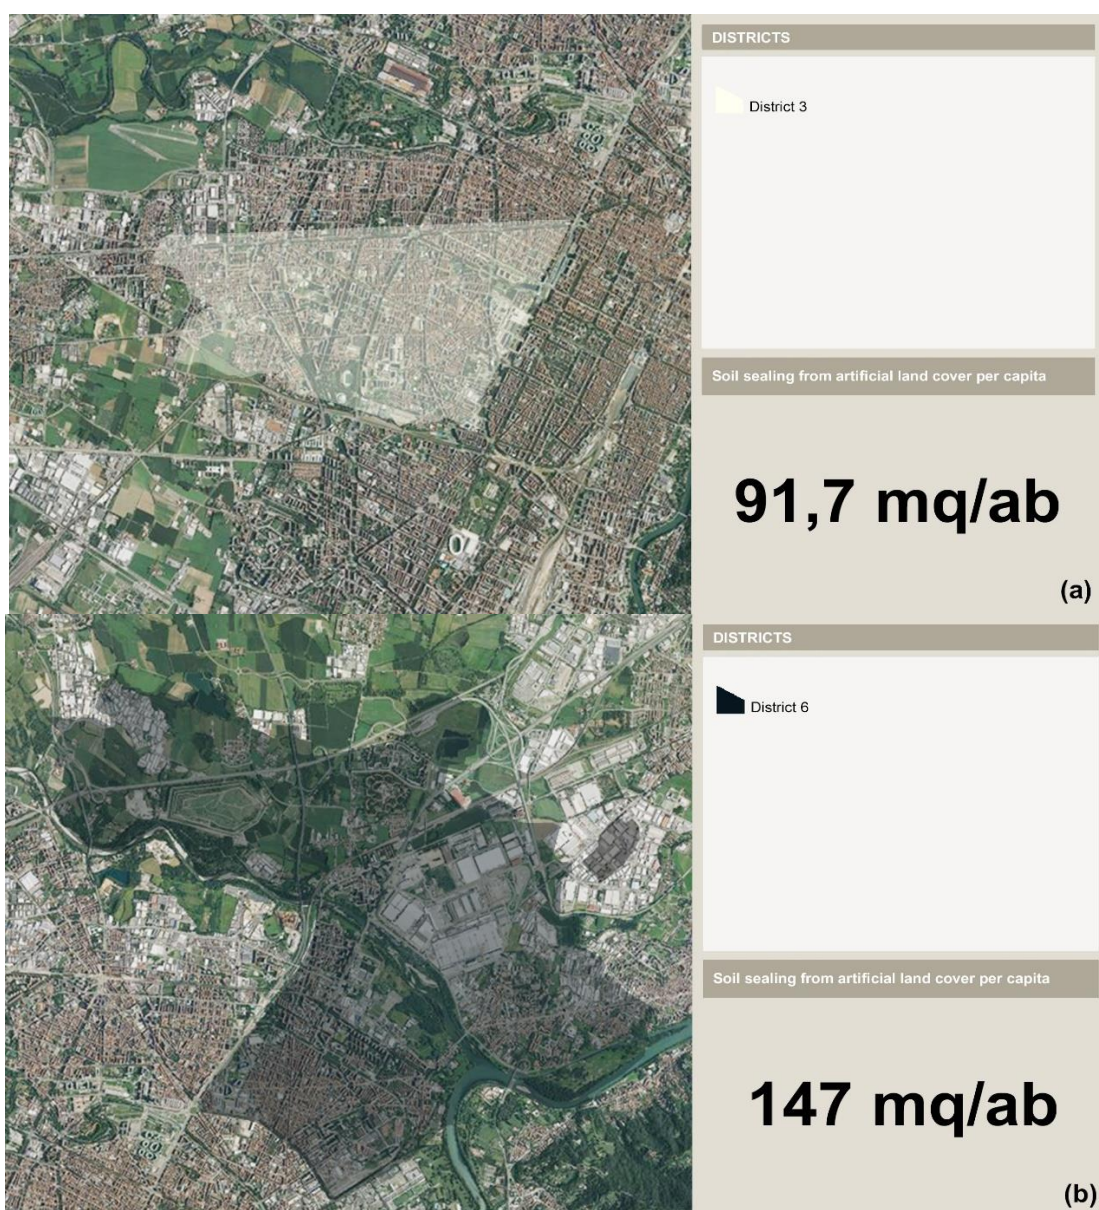 DISTRICTS
District 3
Soil sealing from artificial land cover per capita
91,7 mq/ab
(a)
DISTRICTS
District 6
Soil sealing from artificial land cover per capita
147 mq/ab
(b)